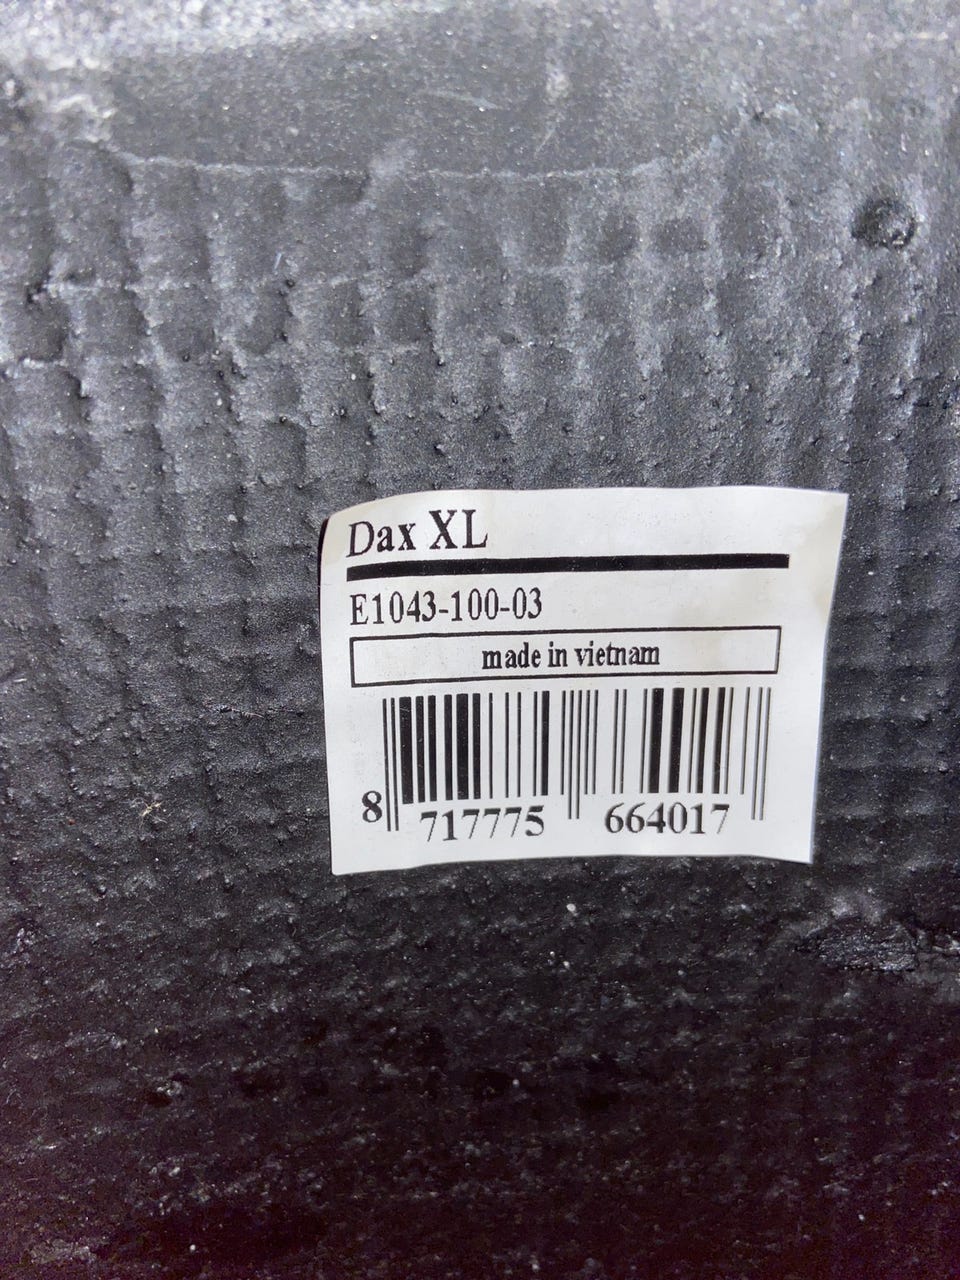 Dax XL
E1043-100-03
made in vietnam
8 717775 664017